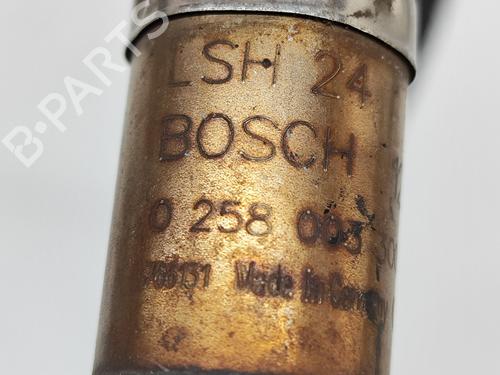 B-PARTS
LSH 24
BOSCH
0 258 003
Made in Germany